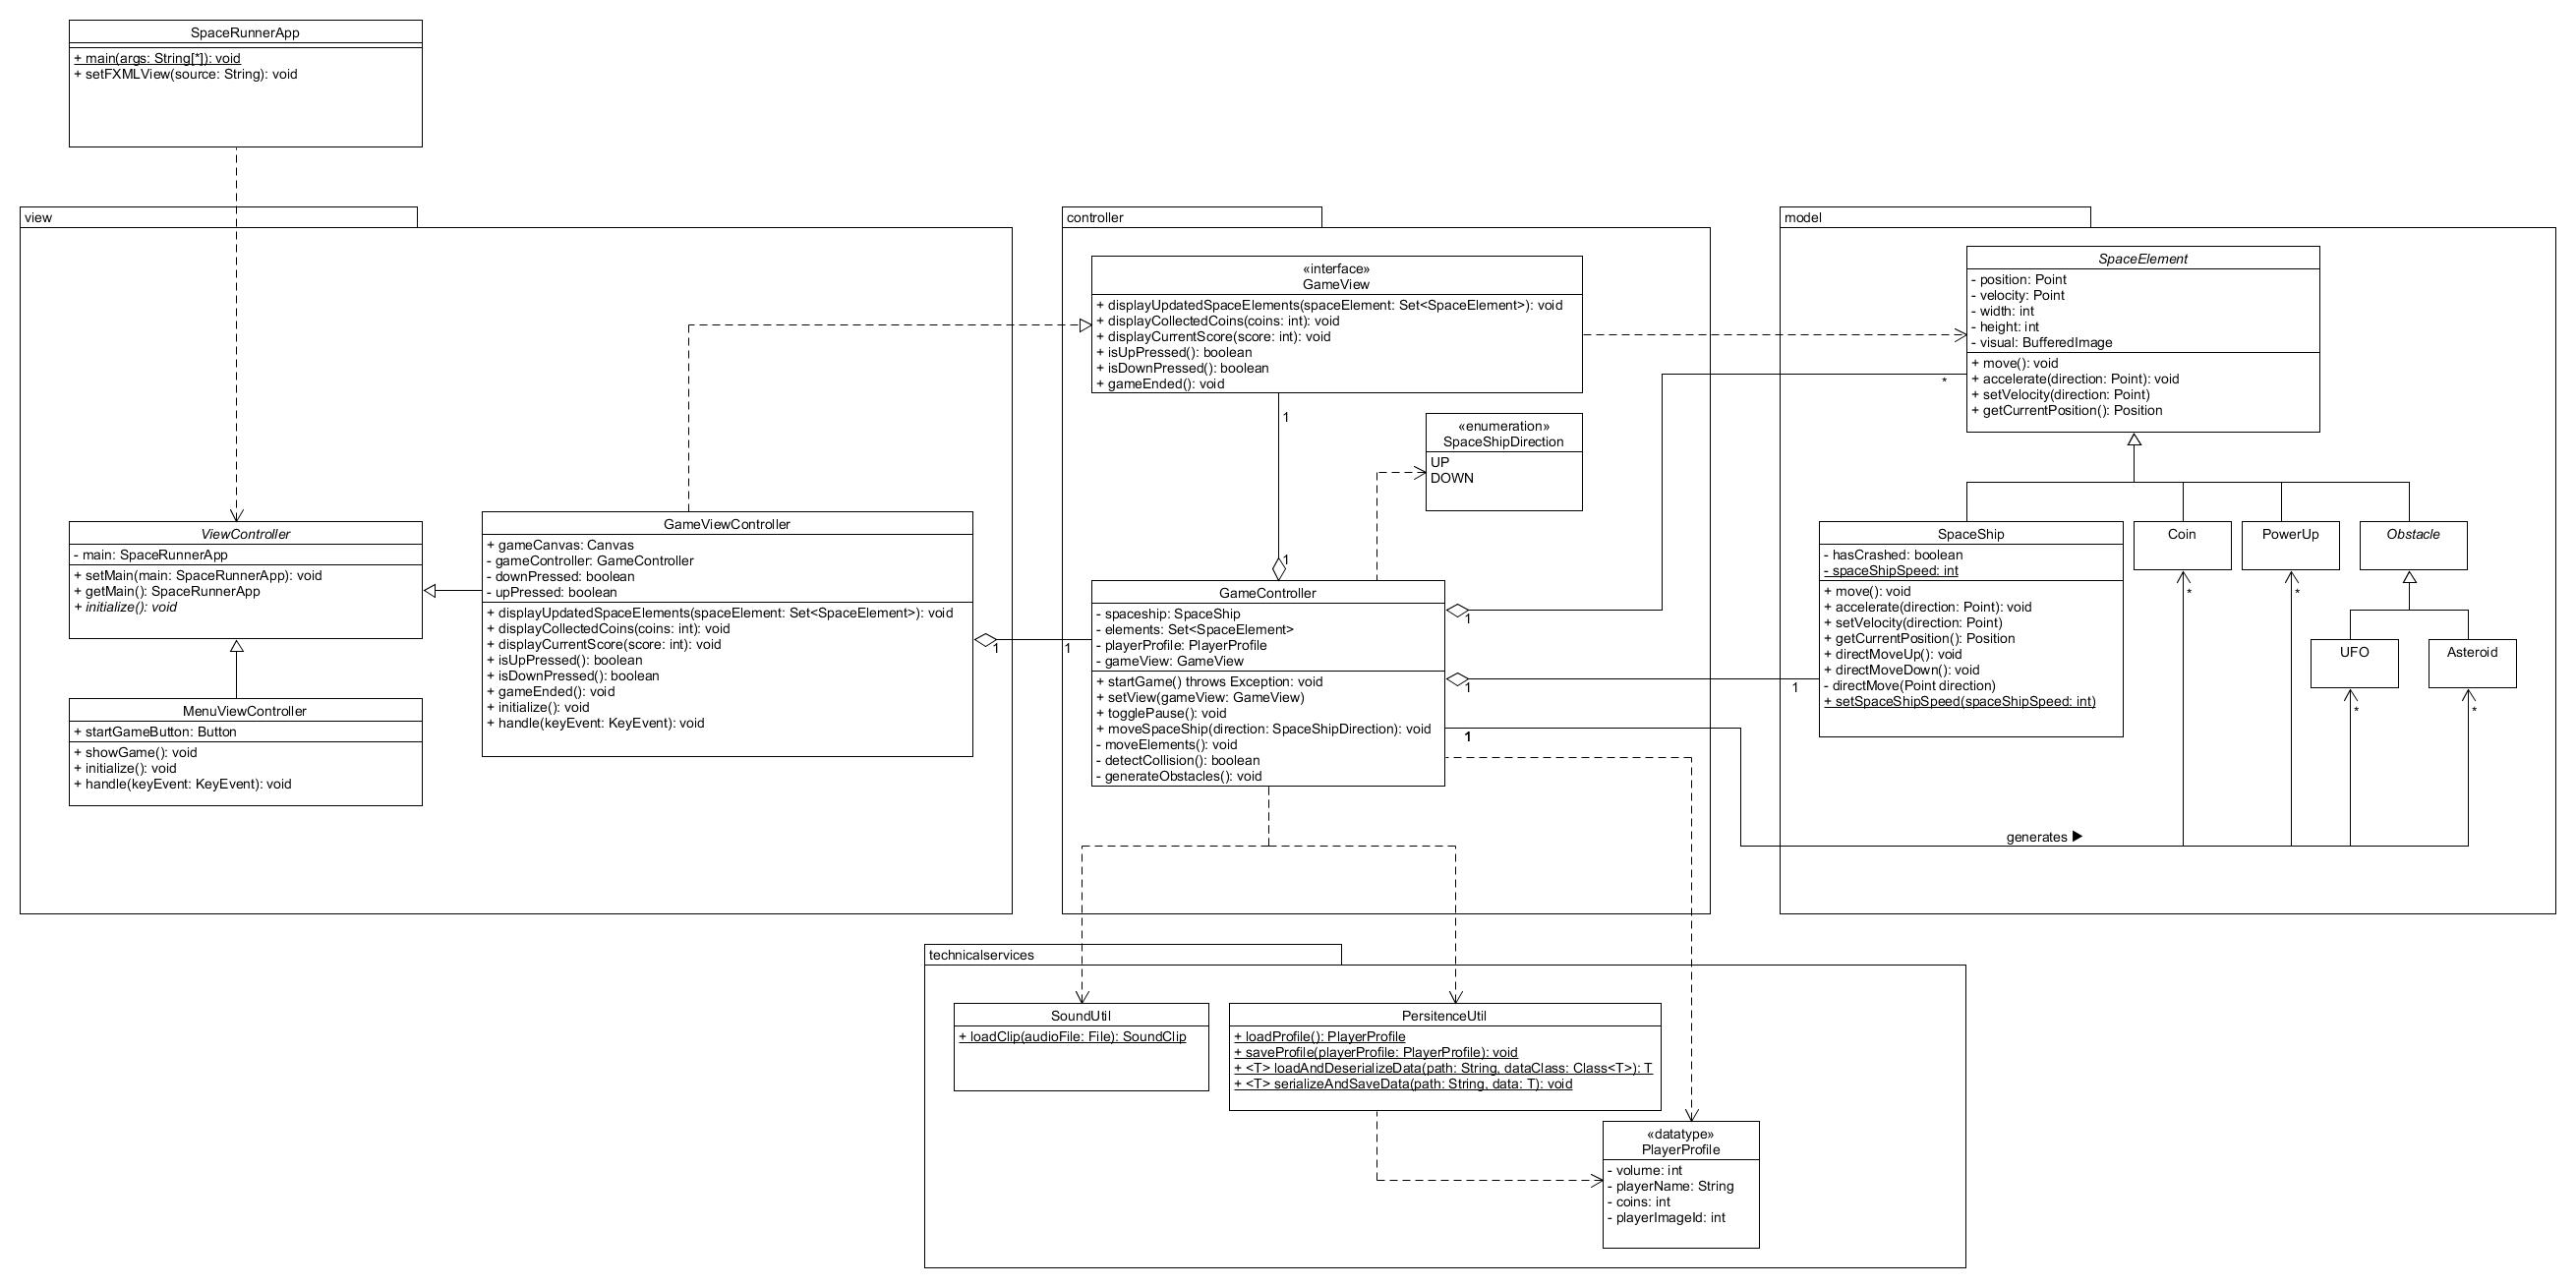 SpaceRunnerApp
+ main(args: String[*]): void
+ setFXMLView(source: String): void
view
ViewController
- main: SpaceRunnerApp
+ setMain(main: SpaceRunnerApp): void
+ getMain(): SpaceRunnerApp
+ initialize(): void
MenuViewController
+ startGameButton: Button
+ showGame(): void
+ initialize(): void
+ handle(keyEvent: KeyEvent): void
GameViewController
+ gameCanvas: Canvas
- gameController: GameController
- downPressed: boolean
- upPressed: boolean
+ displayUpdatedSpaceElements(spaceElement: Set<SpaceElement>): void
+ displayCollectedCoins(coins: int): void
+ displayCurrentScore(score: int): void
+ isUpPressed(): boolean
+ isDownPressed(): boolean
+ gameEnded(): void
+ initialize(): void
+ handle(keyEvent: KeyEvent): void
1
1
controller
«interface»
GameView
+ displayUpdatedSpaceElements(spaceElement: Set<SpaceElement>): void
+ displayCollectedCoins(coins: int): void
+ displayCurrentScore(score: int): void
+ isUpPressed(): boolean
+ isDownPressed(): boolean
+ gameEnded(): void
1
1
«enumeration»
SpaceShipDirection
UP
DOWN
GameController
- spaceship: SpaceShip
- elements: Set<SpaceElement>
- playerProfile: PlayerProfile
- gameView: GameView
+ startGame() throws Exception: void
+ setView(gameView: GameView)
+ togglePause(): void
+ moveSpaceShip(direction: SpaceShipDirection): void
- moveElements(): void
- detectCollision(): boolean
- generateObstacles(): void
1
1
1
model
SpaceElement
- position: Point
- velocity: Point
- width: int
- height: int
- visual: BufferedImage
+ move(): void
+ accelerate(direction: Point): void
+ setVelocity(direction: Point)
+ getCurrentPosition(): Position
*
SpaceShip
- hasCrashed: boolean
- spaceShipSpeed: int
+ move(): void
+ accelerate(direction: Point): void
+ setVelocity(direction: Point)
+ getCurrentPosition(): Position
+ directMoveUp(): void
+ directMoveDown(): void
- directMove(Point direction)
+ setSpaceShipSpeed(spaceShipSpeed: int)
1
Coin
*
PowerUp
*
Obstacle
UFO
*
Asteroid
*
generates ▶
technicalservices
SoundUtil
+ loadClip(audioFile: File): SoundClip
PersitenceUtil
+ loadProfile(): PlayerProfile
+ saveProfile(playerProfile: PlayerProfile): void
+ <T> loadAndDeserializeData(path: String, dataClass: Class<T>): T
+ <T> serializeAndSaveData(path: String, data: T): void
«datatype»
PlayerProfile
- volume: int
- playerName: String
- coins: int
- playerImageId: int